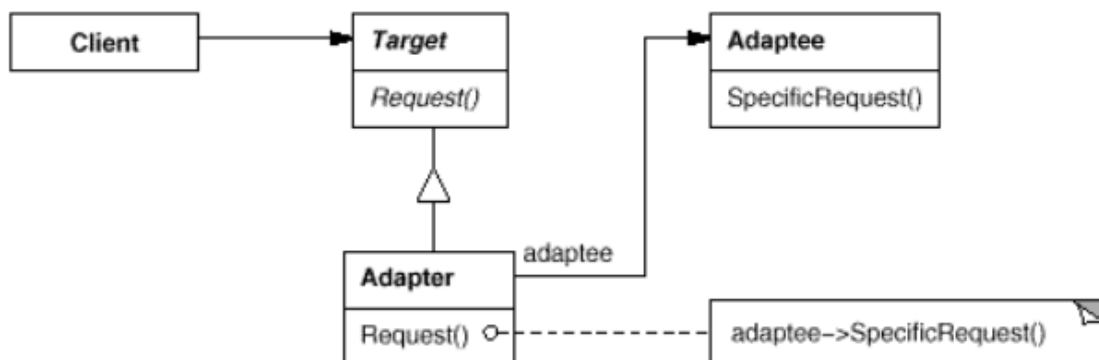 Client
Target
Request()
Adaptee
SpecificRequest()
adaptee
Adapter
Request()
adaptee->SpecificRequest()